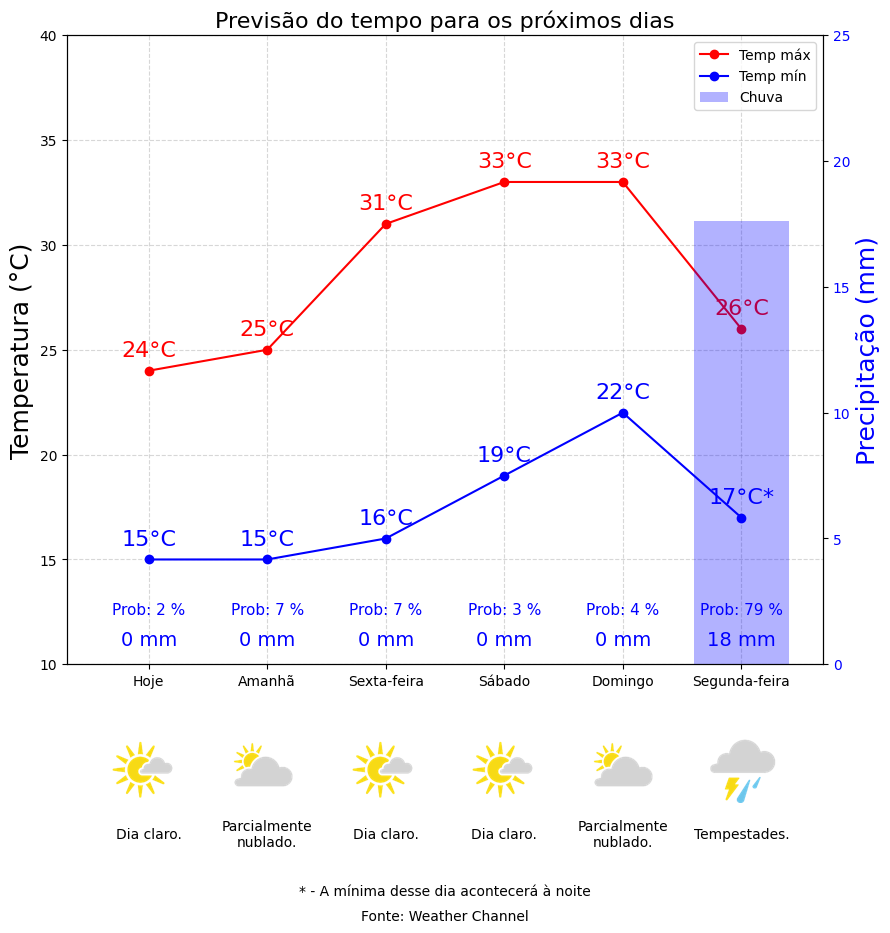 Previsão do tempo para os próximos dias
Temperatura (°C)
40
35
30
25
20
15
10
Precipitação (mm)
25
20
15
10
5
0
Temp máx
Temp mín
Chuva
24°C
25°C
31°C
33°C
33°C
26°C
15°C
15°C
16°C
19°C
22°C
17°C*
Prob: 2 %
Prob: 7 %
Prob: 7 %
Prob: 3 %
Prob: 4 %
Prob: 79 %
0 mm
0 mm
0 mm
0 mm
0 mm
18 mm
Hoje
Amanhã
Sexta-feira
Sábado
Domingo
Segunda-feira
Dia claro.
Parcialmente
nublado.
Dia claro.
Dia claro.
Parcialmente
nublado.
Tempestades.
* - A mínima desse dia acontecerá à noite
Fonte: Weather Channel